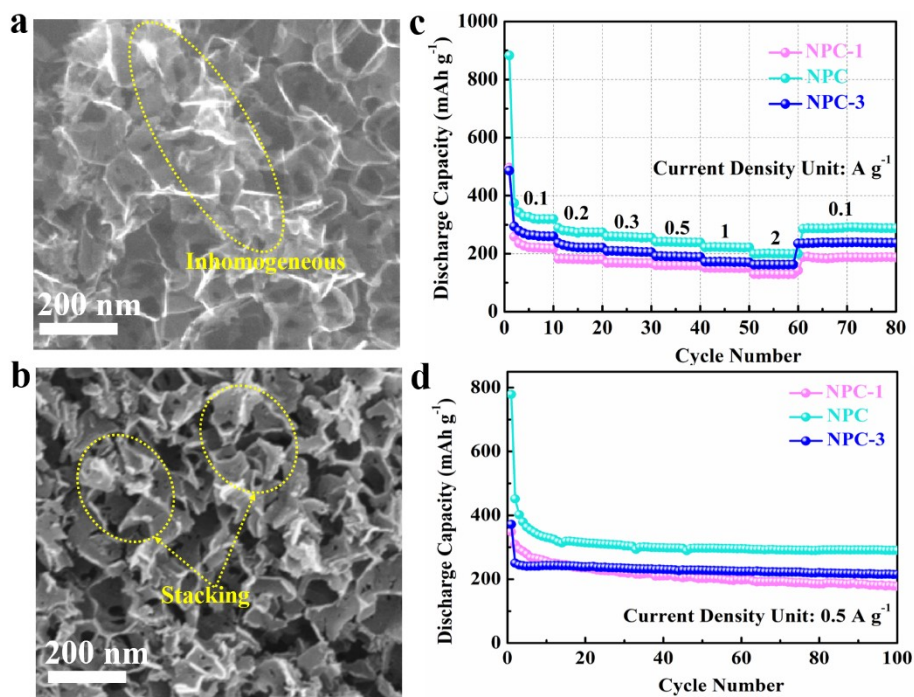 a
Inhomogeneous
200 nm
b
Stacking
200 nm
c
Discharge Capacity (mAh g⁻¹)
1000
800
600
400
200
0
NPC-1
NPC
NPC-3
Current Density Unit: A g⁻¹
0.1
0.2
0.3
0.5
1
2
0.1
0 10 20 30 40 50 60 70 80
Cycle Number
d
Discharge Capacity (mAh g⁻¹)
800
600
400
200
0
NPC-1
NPC
NPC-3
Current Density Unit: 0.5 A g⁻¹
0 20 40 60 80 100
Cycle Number